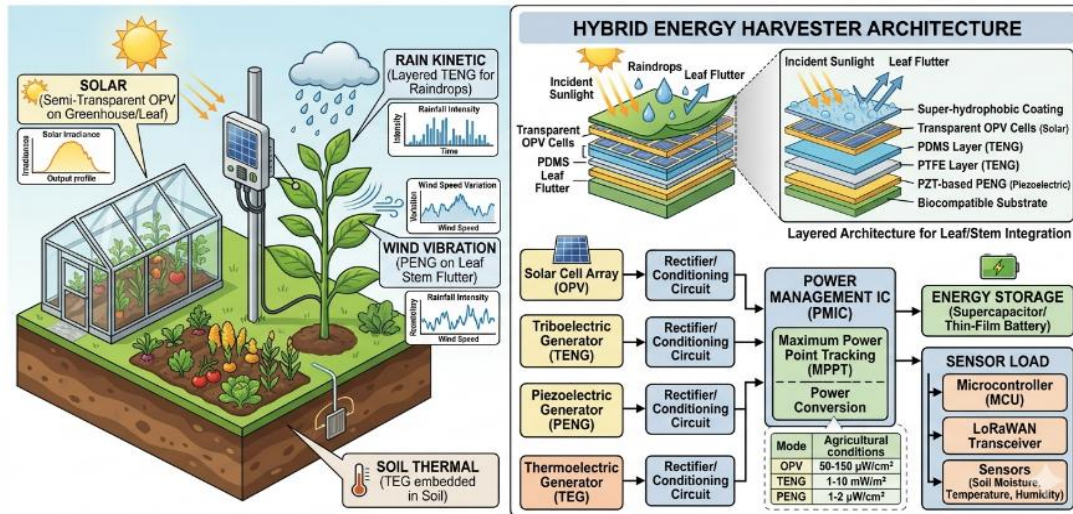 SOLAR
(Semi-Transparent OPV
on Greenhouse/Leaf)
Solar Irradiance
Irradiance
Output profile
RAIN KINETIC
(Layered TENG for
Raindrops)
Rainfall Intensity
Intensity
Time
Wind Speed Variation
Variation
Wind Speed
WIND VIBRATION
(PENG on Leaf
Stem Flutter)
Rainfall Intensity
Wind Speed
SOIL THERMAL
(TEG embedded
in Soil)
HYBRID ENERGY HARVESTER ARCHITECTURE
Incident
Sunlight
Raindrops
Leaf Flutter
Transparent
OPV Cells
PDMS
Leaf
Flutter
Incident Sunlight
Leaf Flutter
Super-hydrophobic Coating
Transparent OPV Cells (Solar)
PDMS Layer (TENG)
PTFE Layer (TENG)
PZT-based PENG (Piezoelectric)
Biocompatible Substrate
Layered Architecture for Leaf/Stem Integration
Solar Cell Array
(OPV)
Rectifier/
Conditioning
Circuit
Triboelectric
Generator
(TENG)
Rectifier/
Conditioning
Circuit
Piezoelectric
Generator
(PENG)
Rectifier/
Conditioning
Circuit
Thermoelectric
Generator
(TEG)
Rectifier/
Conditioning
Circuit
POWER
MANAGEMENT IC
(PMIC)
Maximum Power
Point Tracking
(MPPT)
Power
Conversion
Mode Agricultural conditions
OPV 50-150 µW/cm²
TENG 1-10 mW/m²
PENG 1-2 µW/cm²
ENERGY STORAGE
(Supercapacitor/
Thin-Film Battery)
SENSOR LOAD
Microcontroller
(MCU)
LoRaWAN
Transceiver
Sensors
(Soil Moisture,
Temperature, Humidity)